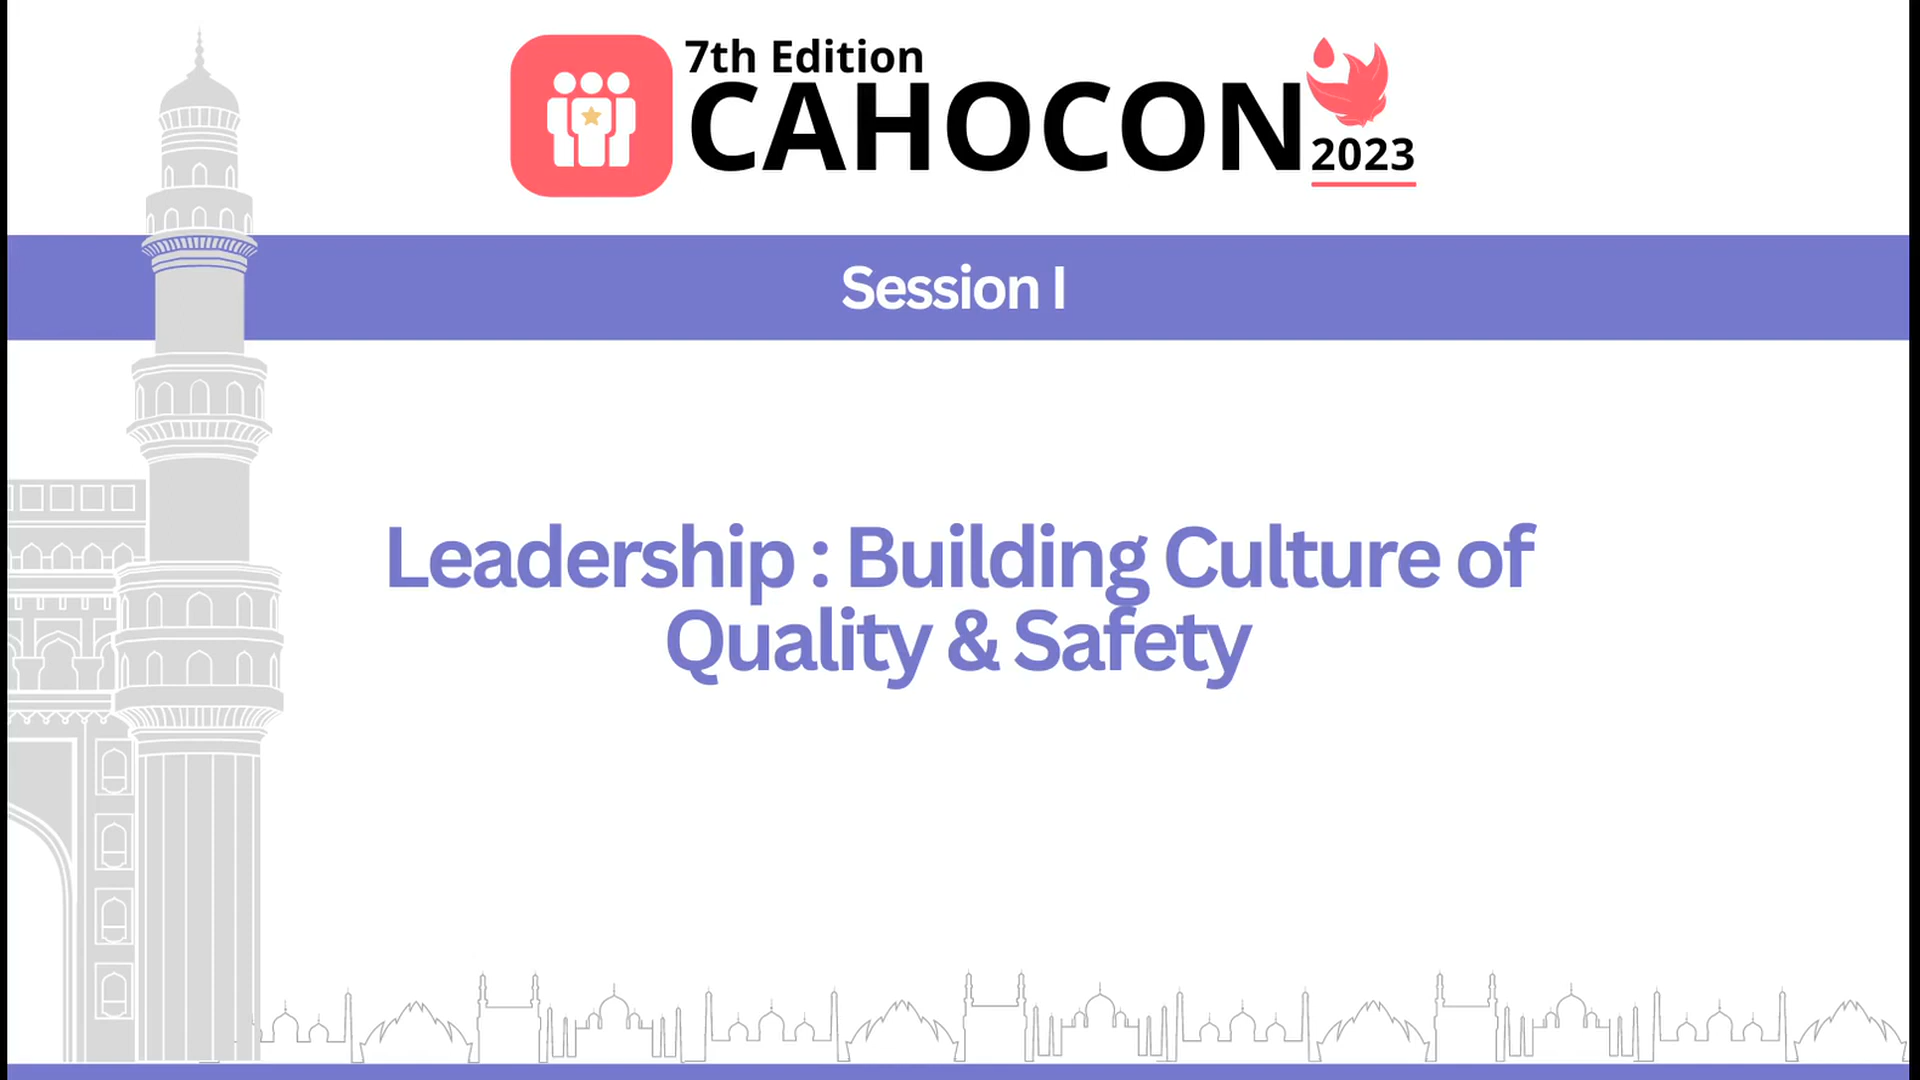 7th Edition
CAHOCON
2023
Session I
Leadership : Building Culture of
Quality & Safety